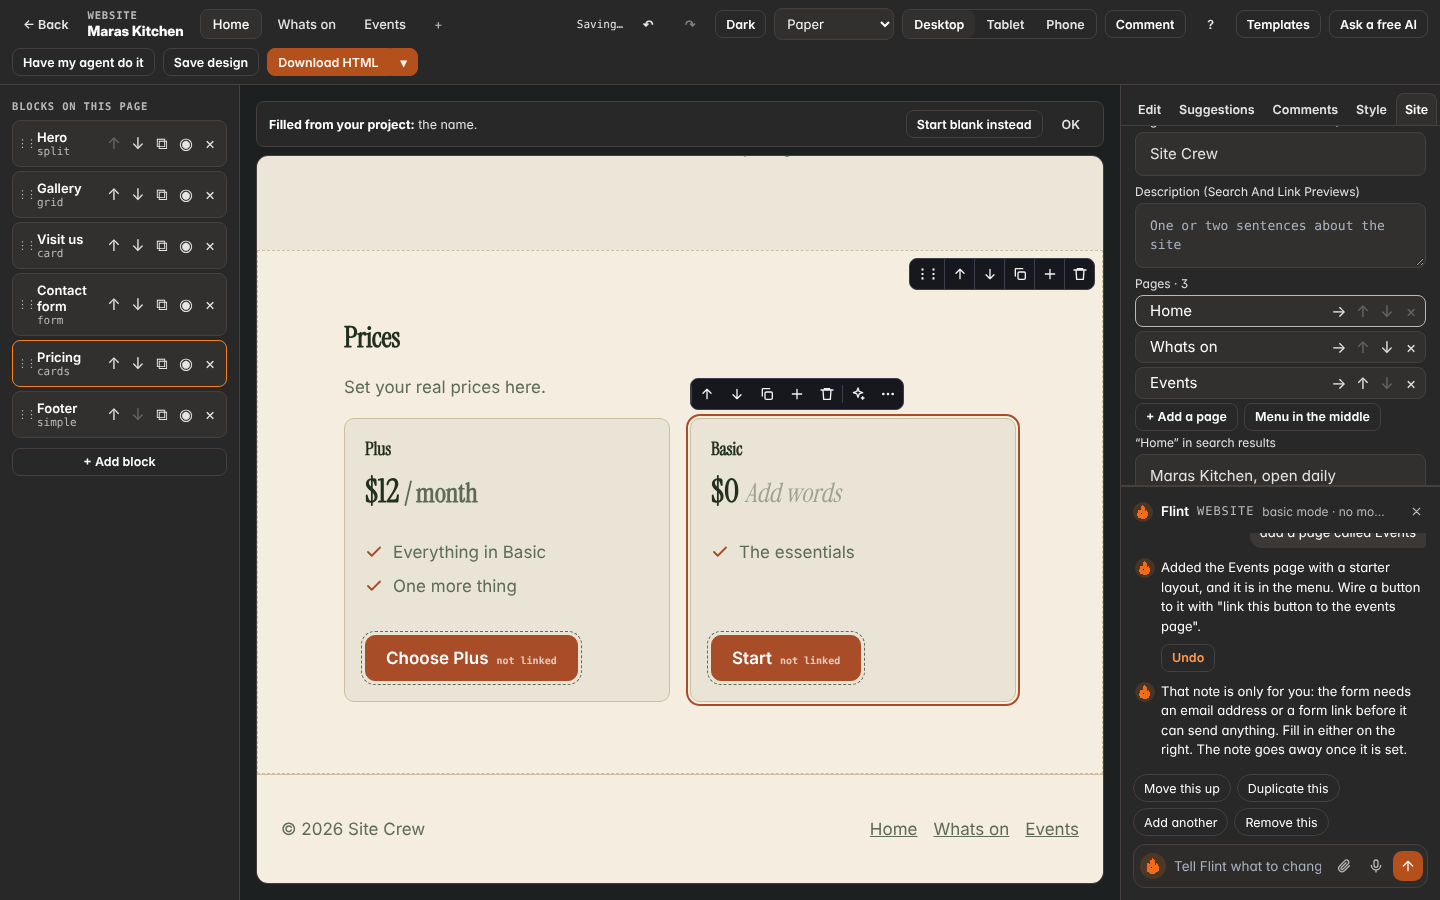 ← Back
WEBSITE
Maras Kitchen
Home
Whats on
Events
+
Saving…
Dark
Paper
Desktop
Tablet
Phone
Comment
?
Templates
Ask a free AI
Have my agent do it
Save design
Download HTML
BLOCKS ON THIS PAGE
Hero
split
Gallery
grid
Visit us
card
Contact
form
form
Pricing
cards
Footer
simple
+ Add block
Filled from your project: the name.
Start blank instead
OK
Prices
Set your real prices here.
Plus
$12 / month
Everything in Basic
One more thing
Choose Plus not linked
Basic
$0 Add words
The essentials
Start not linked
© 2026 Site Crew
Home
Whats on
Events
Edit
Suggestions
Comments
Style
Site
Site Crew
Description (Search And Link Previews)
One or two sentences about the
site
Pages · 3
Home
Whats on
Events
+ Add a page
Menu in the middle
“Home” in search results
Maras Kitchen, open daily
Flint WEBSITE basic mode · no mo…
add a page called Events
Added the Events page with a starter
layout, and it is in the menu. Wire a button
to it with "link this button to the events
page".
Undo
That note is only for you: the form needs
an email address or a form link before it
can send anything. Fill in either on the
right. The note goes away once it is set.
Move this up
Duplicate this
Add another
Remove this
Tell Flint what to chang